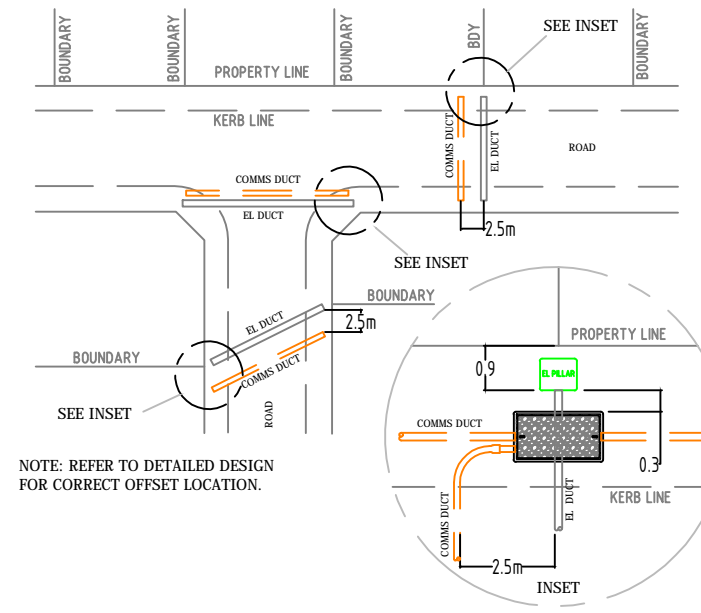 SEE INSET
BOUNDARY
BOUNDARY
BOUNDARY
BDY
BOUNDARY
PROPERTY LINE
KERB LINE
COMMS DUCT
EL DUCT
ROAD
COMMS DUCT
EL DUCT
2.5m
SEE INSET
BOUNDARY
EL DUCT
2.5m
BOUNDARY
COMMS DUCT
SEE INSET
ROAD
NOTE: REFER TO DETAILED DESIGN
FOR CORRECT OFFSET LOCATION.
PROPERTY LINE
0.9
EL PILLAR
COMMS DUCT
0.3
KERB LINE
EL DUCT
COMMS DUCT
2.5m
INSET